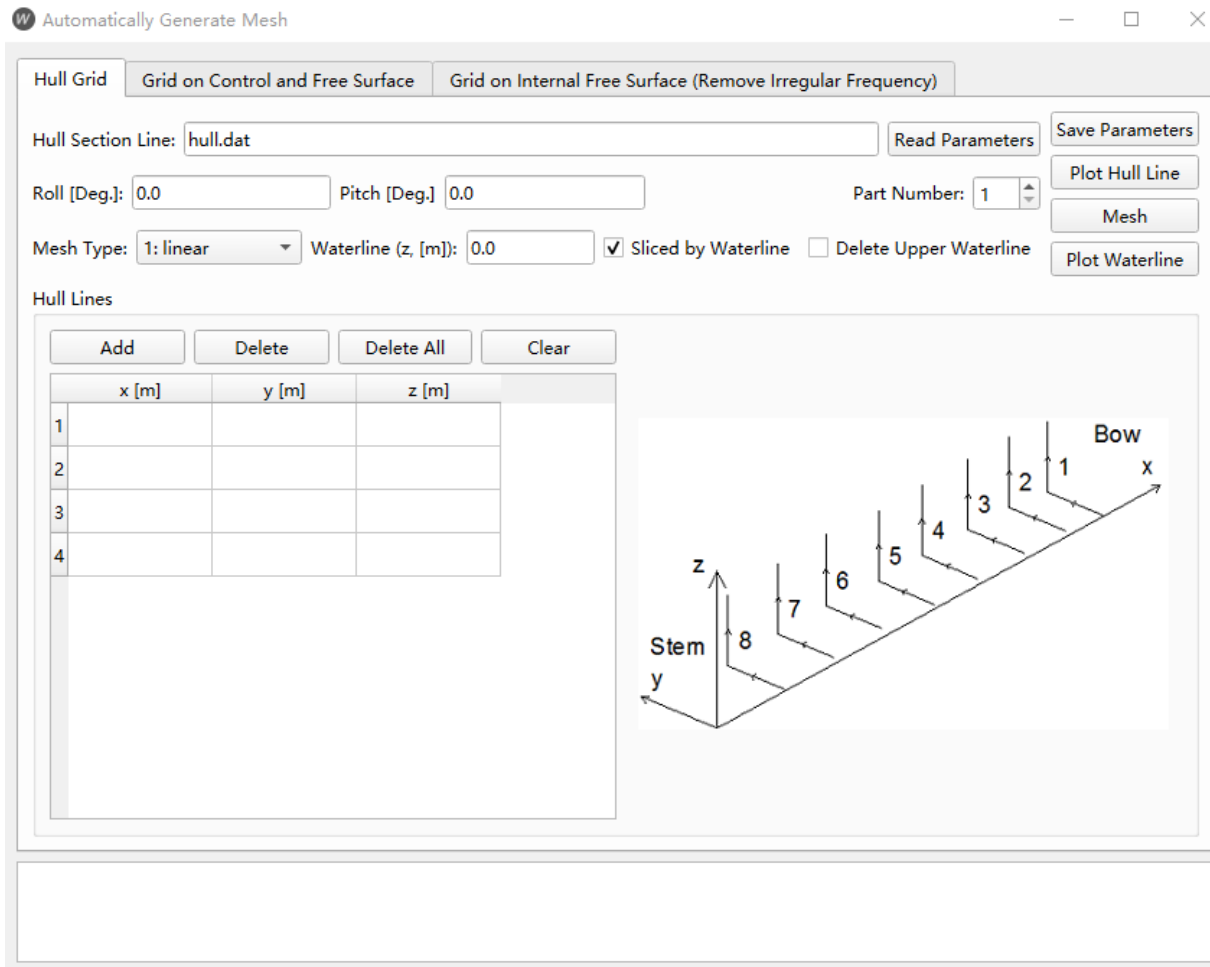 Automatically Generate Mesh
Hull Grid Grid on Control and Free Surface Grid on Internal Free Surface (Remove Irregular Frequency)
Hull Section Line: hull.dat Read Parameters Save Parameters
Plot Hull Line
Roll [Deg.]: 0.0 Pitch [Deg.] 0.0 Part Number: 1
Mesh
Mesh Type: 1: linear Waterline (z, [m]): 0.0 Sliced by Waterline Delete Upper Waterline
Plot Waterline
Hull Lines
Add Delete Delete All Clear
x [m] y [m] z [m]
1
2
3
4
Bow
x
1
2
3
4
5
z
6
7
Stem 8
y